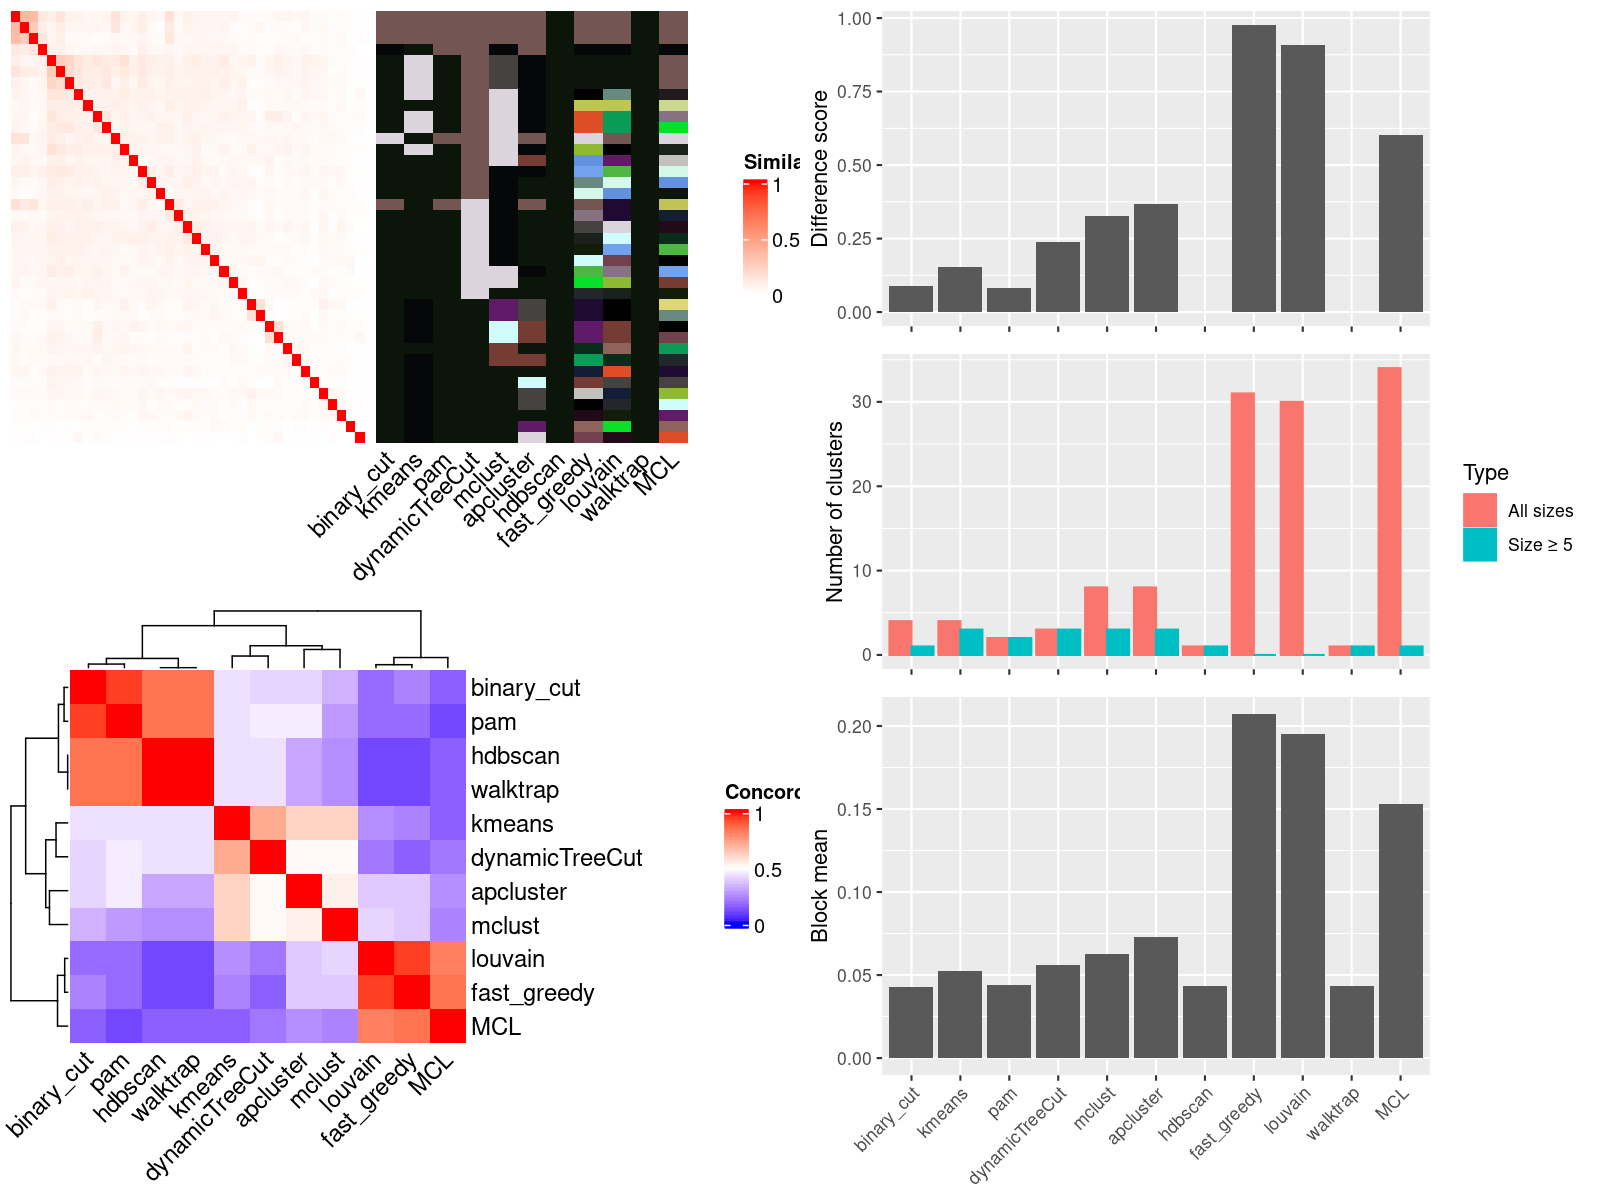 Simila
1
0.5
0
binary_cut
kmeans
pam
dynamicTreeCut
mclust
apcluster
hdbscan
fast_greedy
louvain
walktrap
MCL
binary_cut
pam
hdbscan
walktrap
kmeans
dynamicTreeCut
apcluster
mclust
louvain
fast_greedy
MCL
Concord
1
0.5
0
binary_cut
pam
hdbscan
walktrap
kmeans
dynamicTreeCut
apcluster
mclust
louvain
fast_greedy
MCL
Difference score
1.00
0.75
0.50
0.25
0.00
Number of clusters
30
20
10
0
Type
All sizes
Size ≥ 5
Block mean
0.20
0.15
0.10
0.05
0.00
binary_cut
kmeans
pam
dynamicTreeCut
mclust
apcluster
hdbscan
fast_greedy
louvain
walktrap
MCL